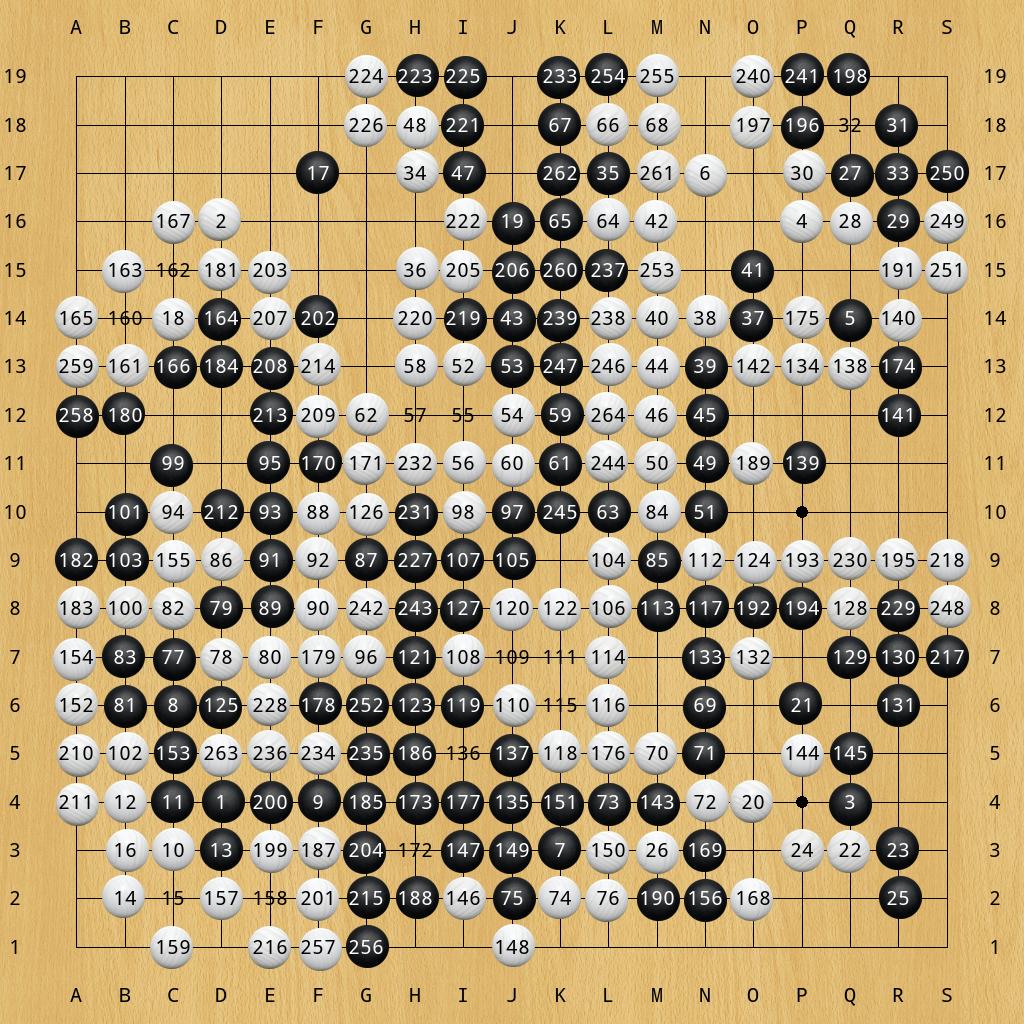 A B C D E F G H I J K L M N O P Q R S
19 224 223 225 233 254 255 240 241 198 19
18 226 48 221 67 66 68 197 196 32 31 18
17 17 34 47 262 35 261 6 30 27 33 250 17
16 167 2 222 19 65 64 42 4 28 29 249 16
15 163 162 181 203 36 205 206 260 237 253 41 191 251 15
14 165 160 18 164 207 202 220 219 43 239 238 40 38 37 175 5 140 14
13 259 161 166 184 208 214 58 52 53 247 246 44 39 142 134 138 174 13
12 258 180 213 209 62 57 55 54 59 264 46 45 141 12
11 99 95 170 171 232 56 60 61 244 50 49 189 139 11
10 101 94 212 93 88 126 231 98 97 245 63 84 51 10
9 182 103 155 86 91 92 87 227 107 105 104 85 112 124 193 230 195 218 9
8 183 100 82 79 89 90 242 243 127 120 122 106 113 117 192 194 128 229 248 8
7 154 83 77 78 80 179 96 121 108 109 111 114 133 132 129 130 217 7
6 152 81 8 125 228 178 252 123 119 110 115 116 69 21 131 6
5 210 102 153 263 236 234 235 186 136 137 118 176 70 71 144 145 5
4 211 12 11 1 200 9 185 173 177 135 151 73 143 72 20 3 4
3 16 10 13 199 187 204 172 147 149 7 150 26 169 24 22 23 3
2 14 15 157 158 201 215 188 146 75 74 76 190 156 168 25 2
1 159 216 257 256 148 1
A B C D E F G H I J K L M N O P Q R S